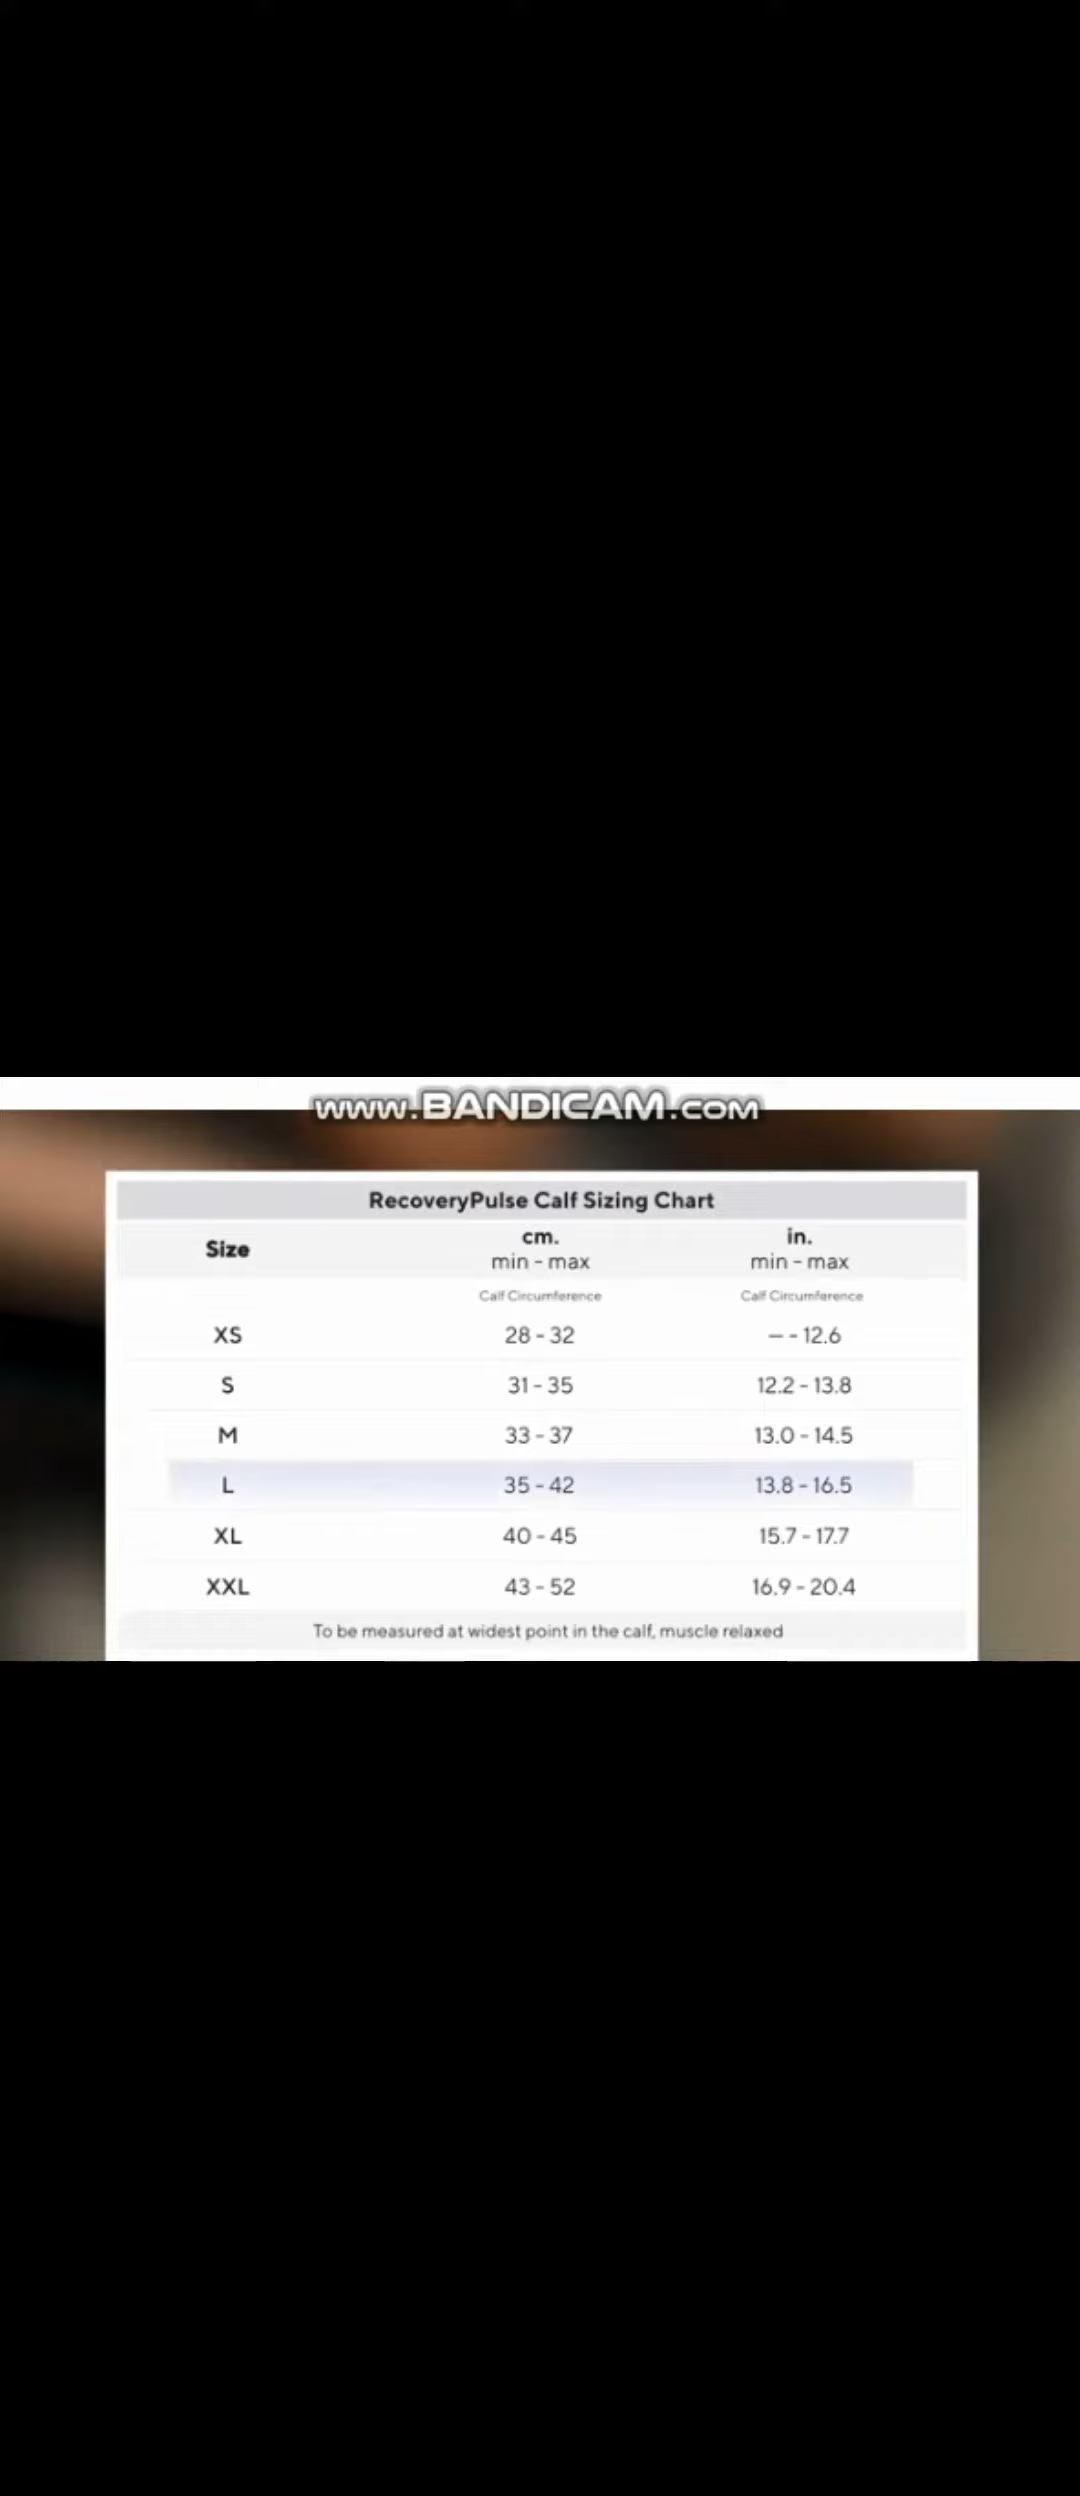 www.BANDICAM.com
RecoveryPulse Calf Sizing Chart
Size cm. in.
min - max min - max
Calf Circumference Calf Circumference
XS 28 - 32 — - 12.6
S 31 - 35 12.2 - 13.8
M 33 - 37 13.0 - 14.5
L 35 - 42 13.8 - 16.5
XL 40 - 45 15.7 - 17.7
XXL 43 - 52 16.9 - 20.4
To be measured at widest point in the calf, muscle relaxed